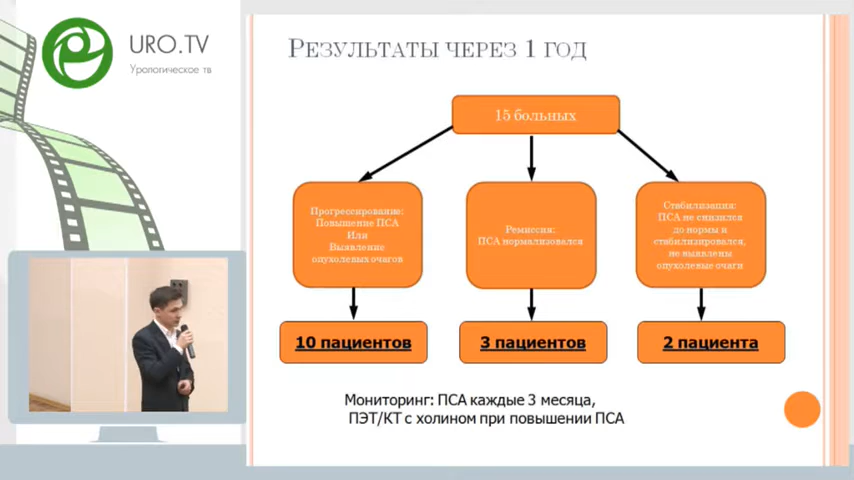 URO.TV
Урологическое тв
Результаты через 1 год
15 больных
Прогрессирование:
Повышение ПСА
Или
Выявление
опухолевых очагов
Ремиссия:
ПСА нормализовался
Стабилизация:
ПСА не снизился
до нормы и
стабилизировался,
не выявлены
опухолевые очаги
10 пациентов
3 пациентов
2 пациента
Мониторинг: ПСА каждые 3 месяца,
ПЭТ/КТ с холином при повышении ПСА